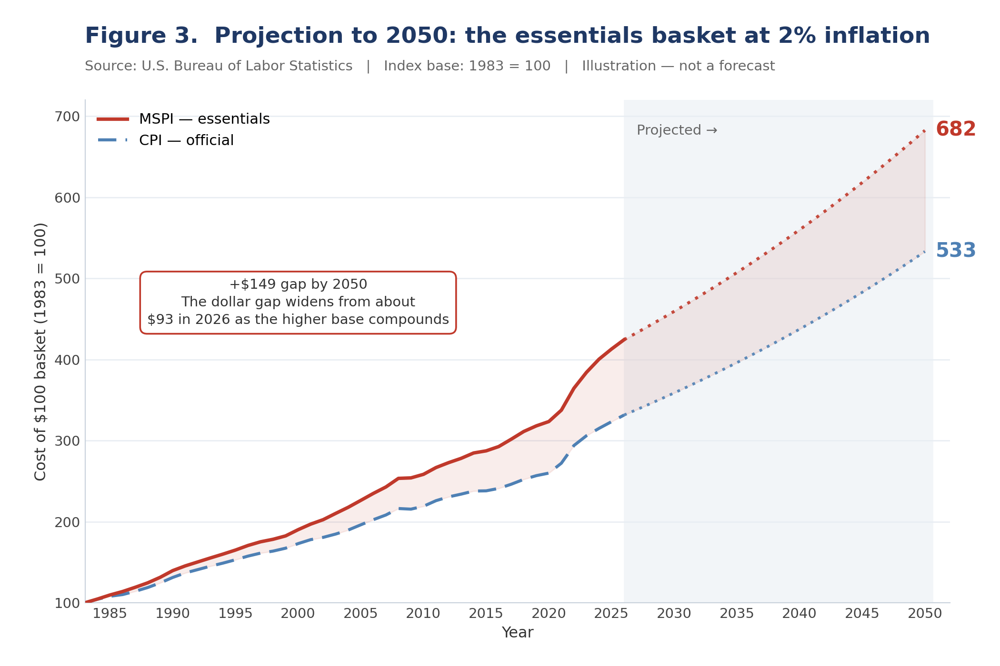 Figure 3.  Projection to 2050: the essentials basket at 2% inflation
Source: U.S. Bureau of Labor Statistics   |   Index base: 1983 = 100   |   Illustration — not a forecast
MSPI — essentials
CPI — official
Projected →
682
533
+$149 gap by 2050
The dollar gap widens from about
$93 in 2026 as the higher base compounds
Cost of $100 basket (1983 = 100)
700
600
500
400
300
200
100
1985 1990 1995 2000 2005 2010 2015 2020 2025 2030 2035 2040 2045 2050
Year